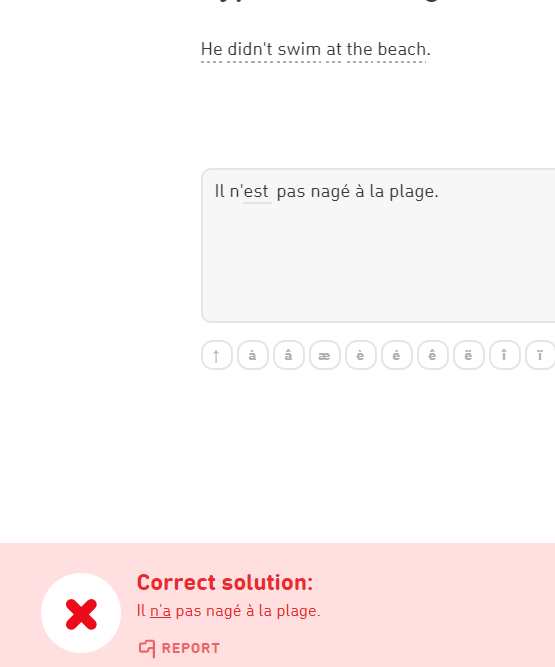 He didn't swim at the beach.
Il n'est pas nagé à la plage.
↑ à â æ è é ê ë î ï
Correct solution:
Il n'a pas nagé à la plage.
REPORT